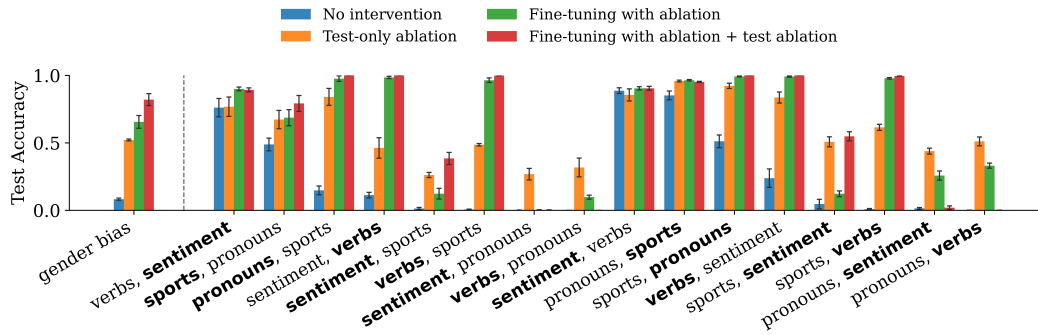 No intervention
Test-only ablation
Fine-tuning with ablation
Fine-tuning with ablation + test ablation
Test Accuracy
1.0
0.5
0.0
gender bias
verbs, sentiment
sports, pronouns
pronouns, sports
sentiment, verbs
sentiment, sports
verbs, sports
sentiment, pronouns
verbs, pronouns
sentiment, verbs
pronouns, sports
sports, pronouns
verbs, sentiment
sports, sentiment
sports, verbs
pronouns, sentiment
pronouns, verbs